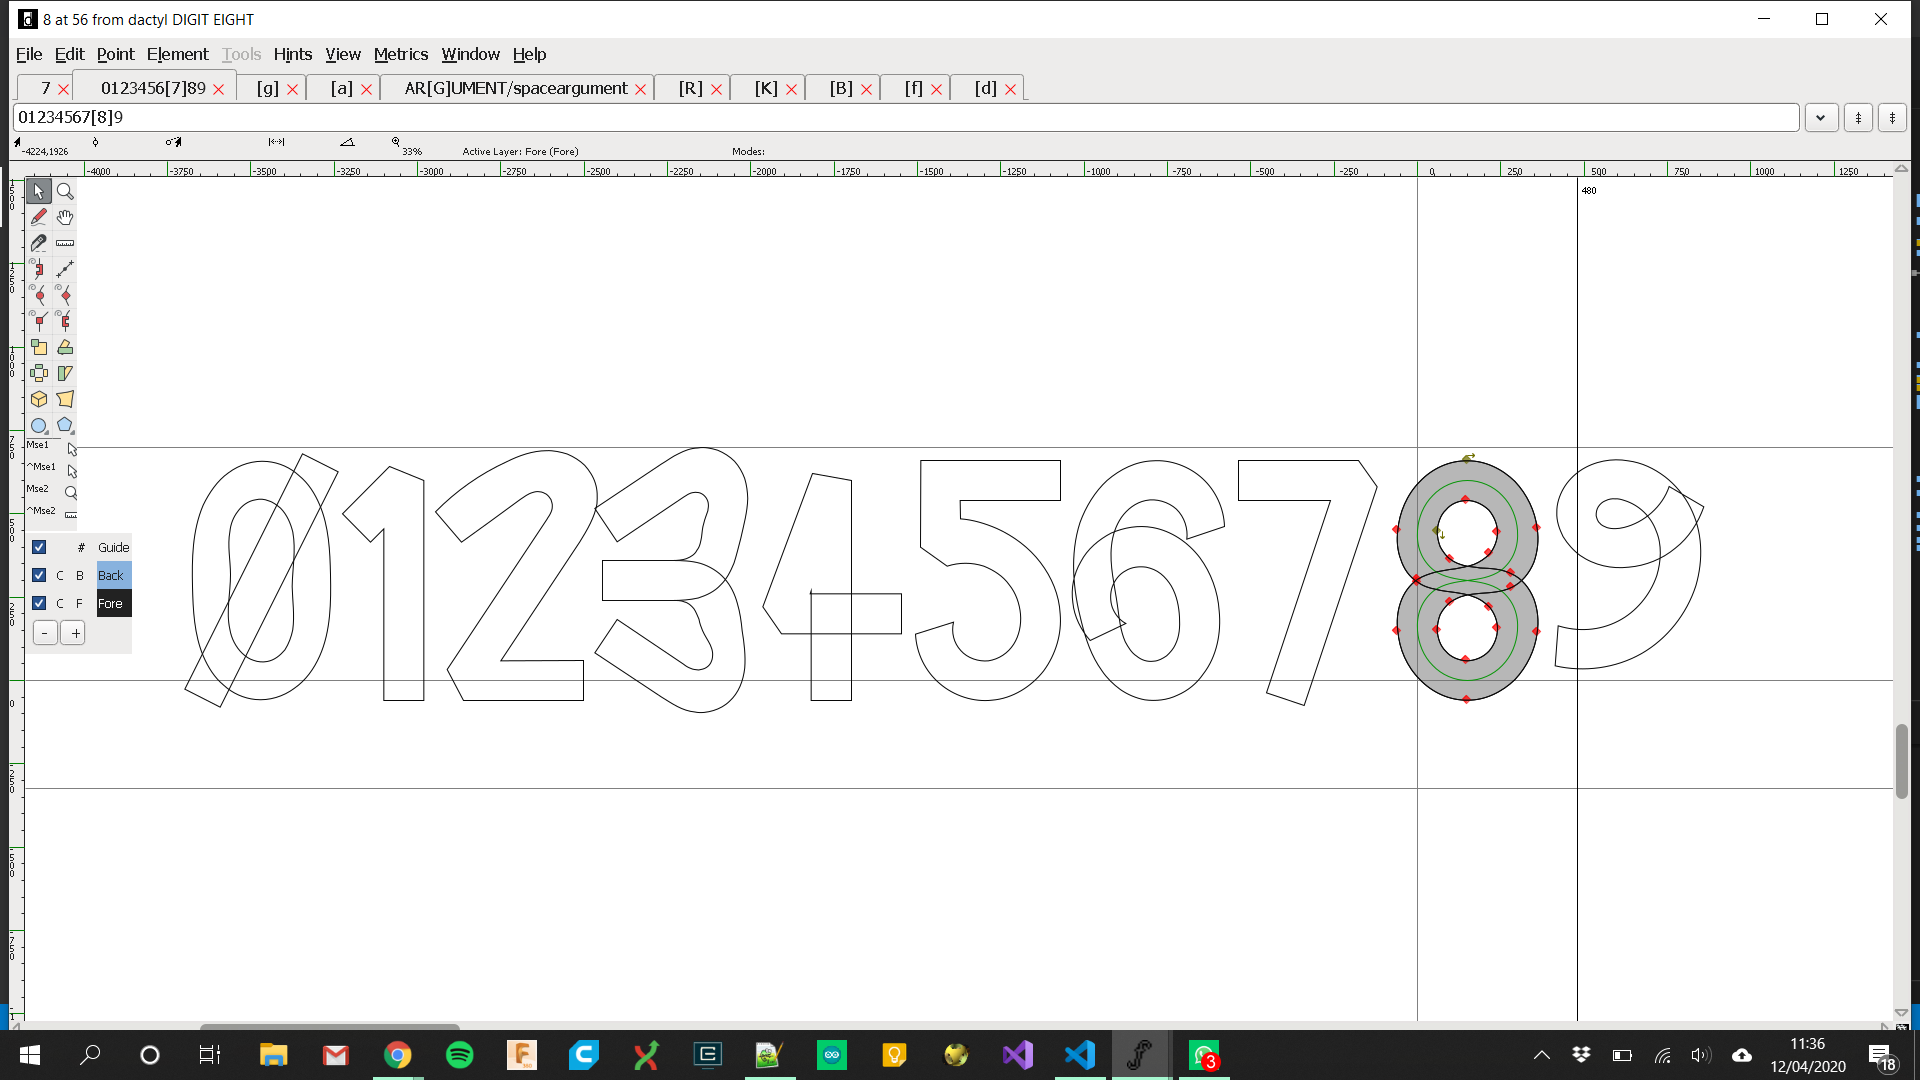 8 at 56 from dactyl DIGIT EIGHT
File Edit Point Element Tools Hints View Metrics Window Help
7 0123456[7]89 [g] [a] AR[G]UMENT/spaceargument [R] [K] [B] [f] [d]
01234567[8]9
-4224,1926 33% Active Layer: Fore (Fore) Modes:
-4000 -3750 -3500 -3250 -3000 -2750 -2500 -2250 -2000 -1750 -1500 -1250 -1000 -750 -500 -250 0 250 500 750 1000 1250
480
Mse1
^Mse1
Mse2
^Mse2
# Guide
C B Back
C F Fore
- +
0123456789
3
11:36
12/04/2020
18